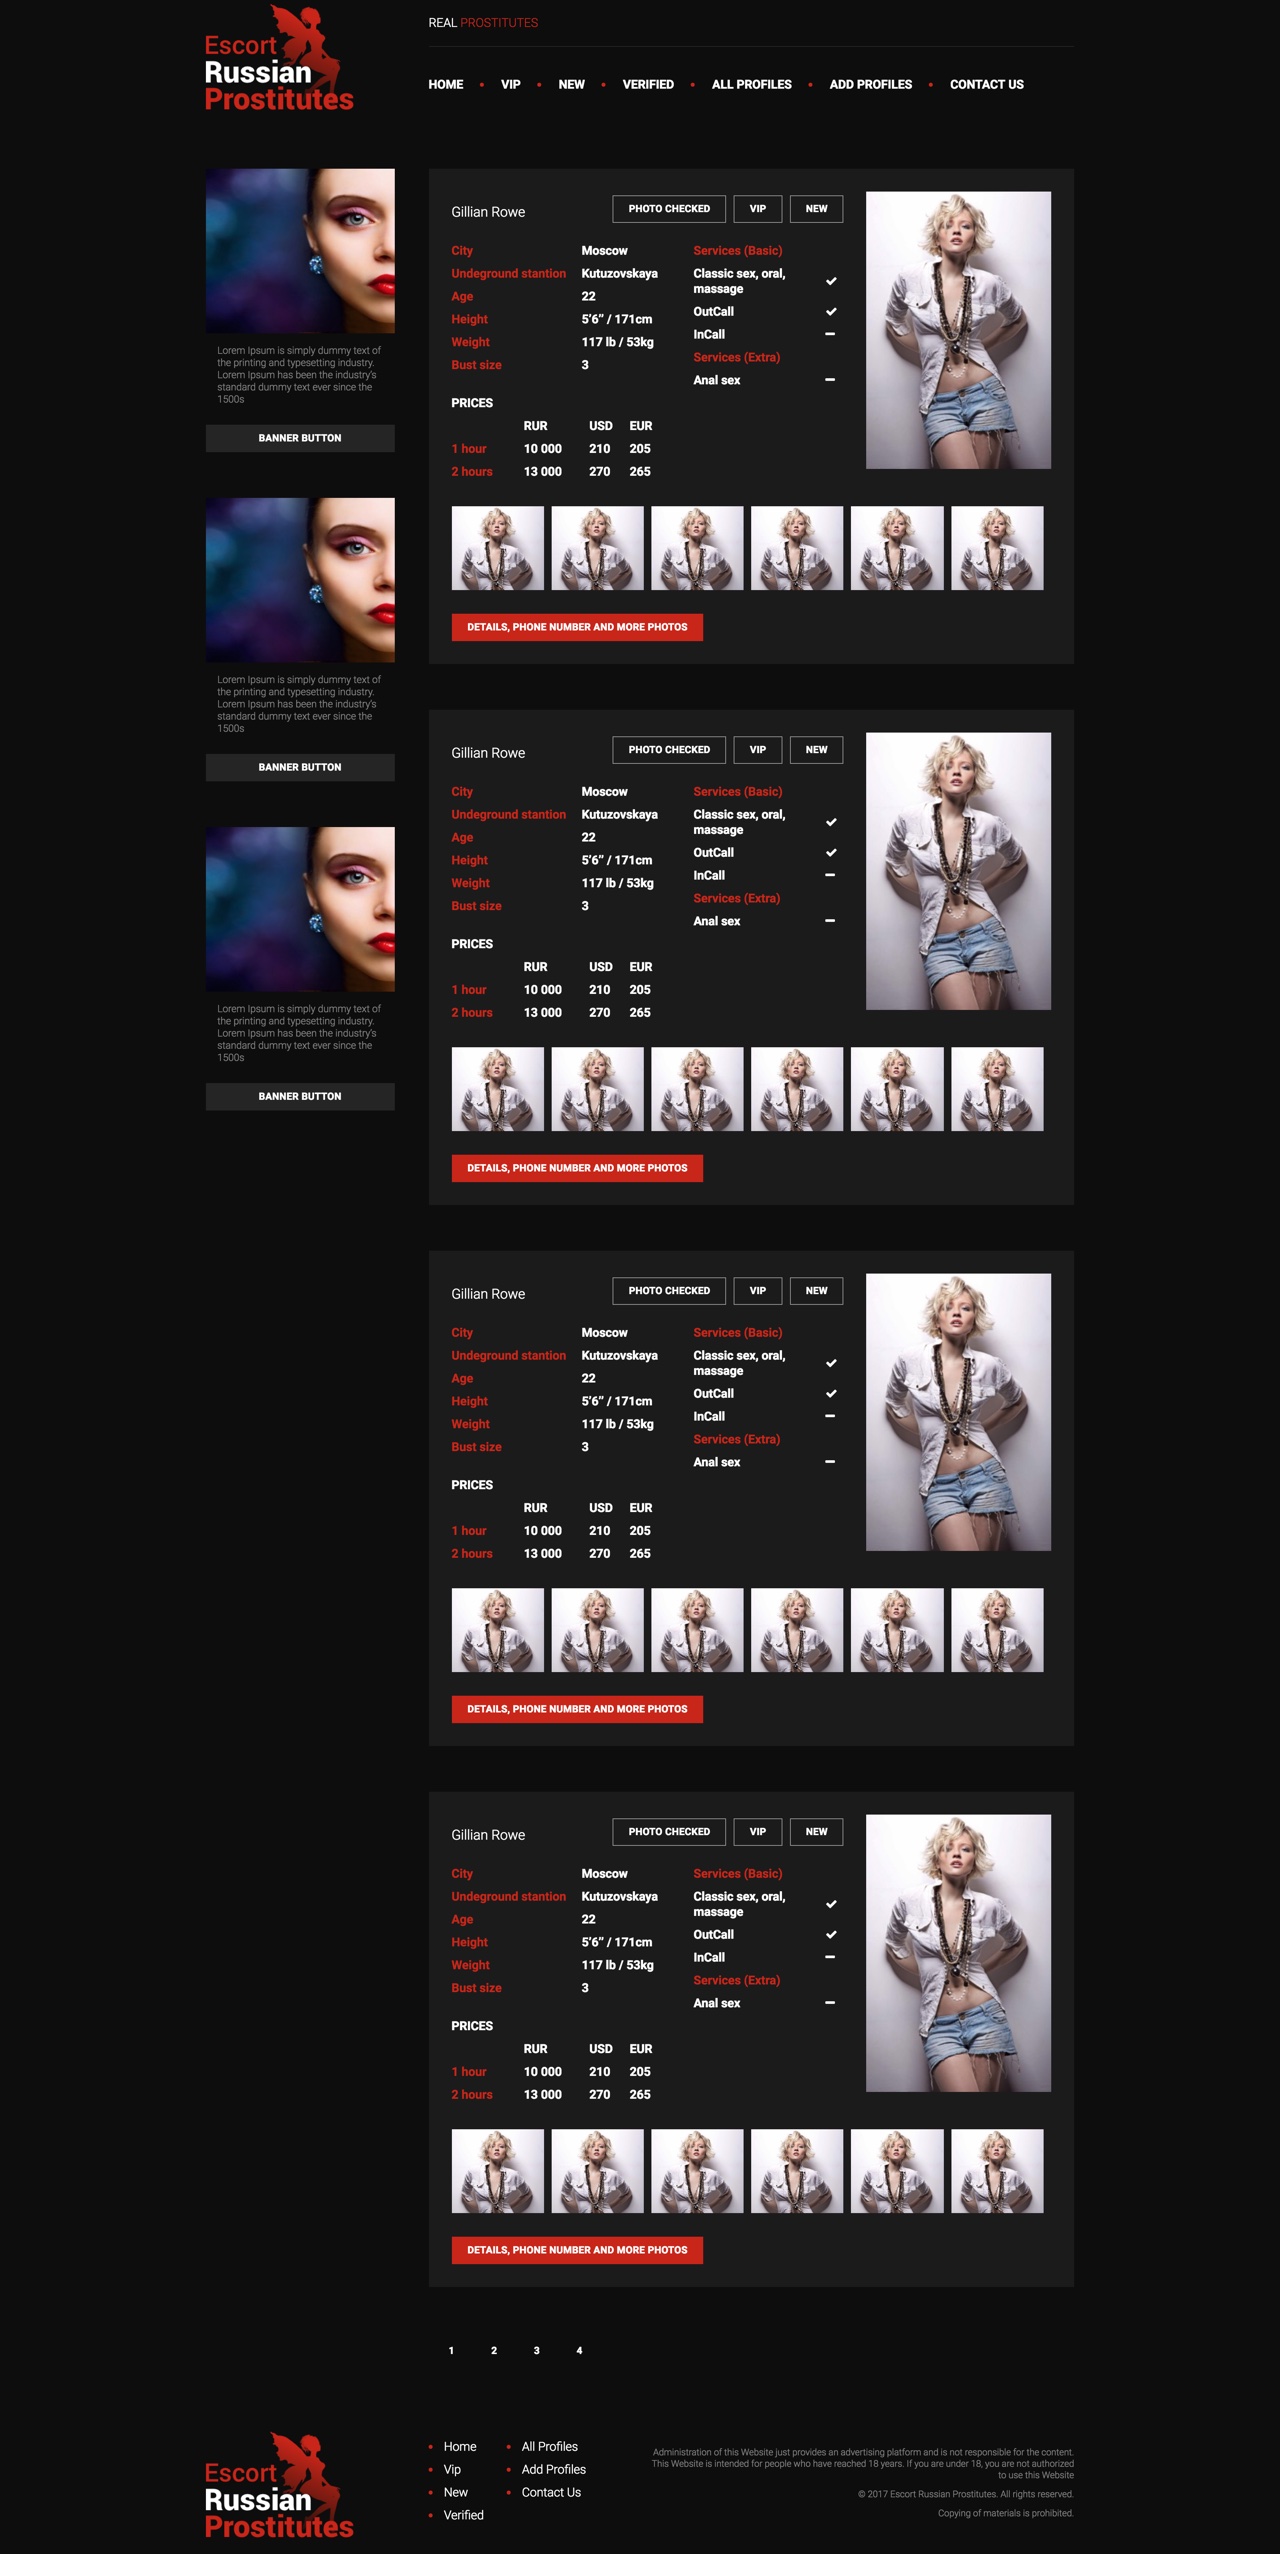 Escort
Russian
Prostitutes
REAL PROSTITUTES
HOME • VIP • NEW • VERIFIED • ALL PROFILES • ADD PROFILES • CONTACT US
Lorem Ipsum is simply dummy text of
the printing and typesetting industry.
Lorem Ipsum has been the industry's
standard dummy text ever since the
1500s
BANNER BUTTON
Lorem Ipsum is simply dummy text of
the printing and typesetting industry.
Lorem Ipsum has been the industry's
standard dummy text ever since the
1500s
BANNER BUTTON
Lorem Ipsum is simply dummy text of
the printing and typesetting industry.
Lorem Ipsum has been the industry's
standard dummy text ever since the
1500s
BANNER BUTTON
Gillian Rowe
PHOTO CHECKED VIP NEW
City Moscow
Undeground stantion Kutuzovskaya
Age 22
Height 5'6” / 171cm
Weight 117 lb / 53kg
Bust size 3
Services (Basic)
Classic sex, oral,
massage
OutCall
InCall
Services (Extra)
Anal sex
PRICES
RUR USD EUR
1 hour 10 000 210 205
2 hours 13 000 270 265
DETAILS, PHONE NUMBER AND MORE PHOTOS
Gillian Rowe
PHOTO CHECKED VIP NEW
City Moscow
Undeground stantion Kutuzovskaya
Age 22
Height 5'6” / 171cm
Weight 117 lb / 53kg
Bust size 3
Services (Basic)
Classic sex, oral,
massage
OutCall
InCall
Services (Extra)
Anal sex
PRICES
RUR USD EUR
1 hour 10 000 210 205
2 hours 13 000 270 265
DETAILS, PHONE NUMBER AND MORE PHOTOS
Gillian Rowe
PHOTO CHECKED VIP NEW
City Moscow
Undeground stantion Kutuzovskaya
Age 22
Height 5'6” / 171cm
Weight 117 lb / 53kg
Bust size 3
Services (Basic)
Classic sex, oral,
massage
OutCall
InCall
Services (Extra)
Anal sex
PRICES
RUR USD EUR
1 hour 10 000 210 205
2 hours 13 000 270 265
DETAILS, PHONE NUMBER AND MORE PHOTOS
Gillian Rowe
PHOTO CHECKED VIP NEW
City Moscow
Undeground stantion Kutuzovskaya
Age 22
Height 5'6” / 171cm
Weight 117 lb / 53kg
Bust size 3
Services (Basic)
Classic sex, oral,
massage
OutCall
InCall
Services (Extra)
Anal sex
PRICES
RUR USD EUR
1 hour 10 000 210 205
2 hours 13 000 270 265
DETAILS, PHONE NUMBER AND MORE PHOTOS
1 2 3 4
Escort
Russian
Prostitutes
• Home
• Vip
• New
• Verified
• All Profiles
• Add Profiles
• Contact Us
Administration of this Website just provides an advertising platform and is not responsible for the content.
This Website is intended for people who have reached 18 years. If you are under 18, you are not authorized
to use this Website
© 2017 Escort Russian Prostitutes. All rights reserved.
Copying of materials is prohibited.